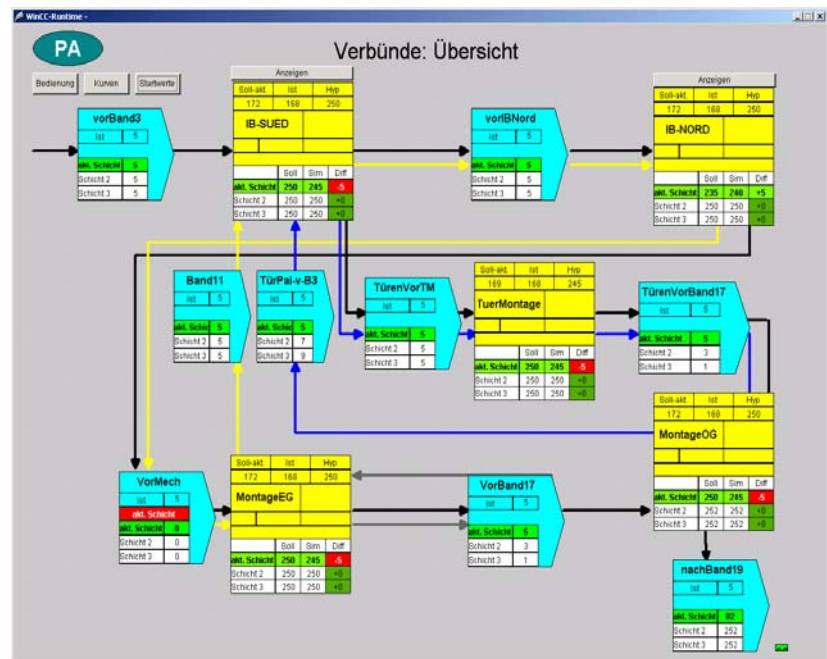 WinCC-Runtime -
PA
Verbünde: Übersicht
Bedienung
Kurven
Startwerte
vorBand3
Ist 5
akt. Schicht 5
Schicht 2 5
Schicht 3 5
Anzeigen
Soll-akt. Ist Hyp
172 168 250
IB-SUED
Soll Sim Diff
akt. Schicht 250 245 -5
Schicht 2 250 250 +0
Schicht 3 250 250 +0
vorIBNord
Ist 5
akt. Schicht 5
Schicht 2 5
Schicht 3 5
Anzeigen
Soll-akt. Ist Hyp
172 168 250
IB-NORD
Soll Sim Diff
akt. Schicht 235 240 +5
Schicht 2 250 250 +0
Schicht 3 250 250 +0
Band11
Ist 5
akt. Schic 5
Schicht 2 5
Schicht 3 5
TürPal-v-B3
Ist 5
akt. Schicht 5
Schicht 2 7
Schicht 3 9
TürenVorTM
Ist 5
akt. Schicht 5
Schicht 2 5
Schicht 3 5
Soll-akt. Ist Hyp
169 168 245
TuerMontage
Soll Sim Diff
akt. Schicht 250 245 -5
Schicht 2 250 250 +0
Schicht 3 250 250 +0
TürenVorBand17
Ist 5
akt. Schicht 5
Schicht 2 3
Schicht 3 1
Soll-akt. Ist Hyp
172 168 250
MontageOG
Soll Sim Diff
akt. Schicht 250 245 -5
Schicht 2 252 252 +0
Schicht 3 252 252 +0
VorMech
Ist 5
akt. Schicht
akt. Schicht 0
Schicht 2 0
Schicht 3 0
Soll-akt. Ist Hyp
172 168 250
MontageEG
Soll Sim Diff
akt. Schicht 250 245 -5
Schicht 2 250 250 +0
Schicht 3 250 250 +0
VorBand17
Ist 5
akt. Schicht 5
Schicht 2 3
Schicht 3 1
nachBand19
Ist 5
akt. Schicht 82
Schicht 2 252
Schicht 3 252